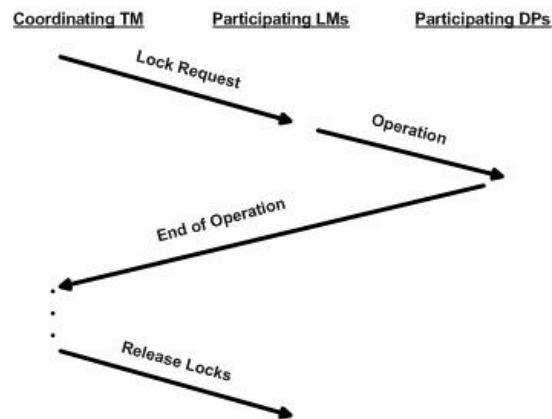 Coordinating TM
Participating LMs
Participating DPs
Lock Request
Operation
End of Operation
Release Locks